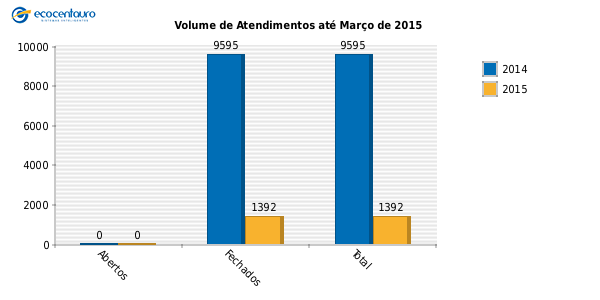 ecocentauro
Volume de Atendimentos até Março de 2015
10000
8000
6000
4000
2000
0
0
0
9595
1392
9595
1392
Abertos
Fechados
Total
2014
2015